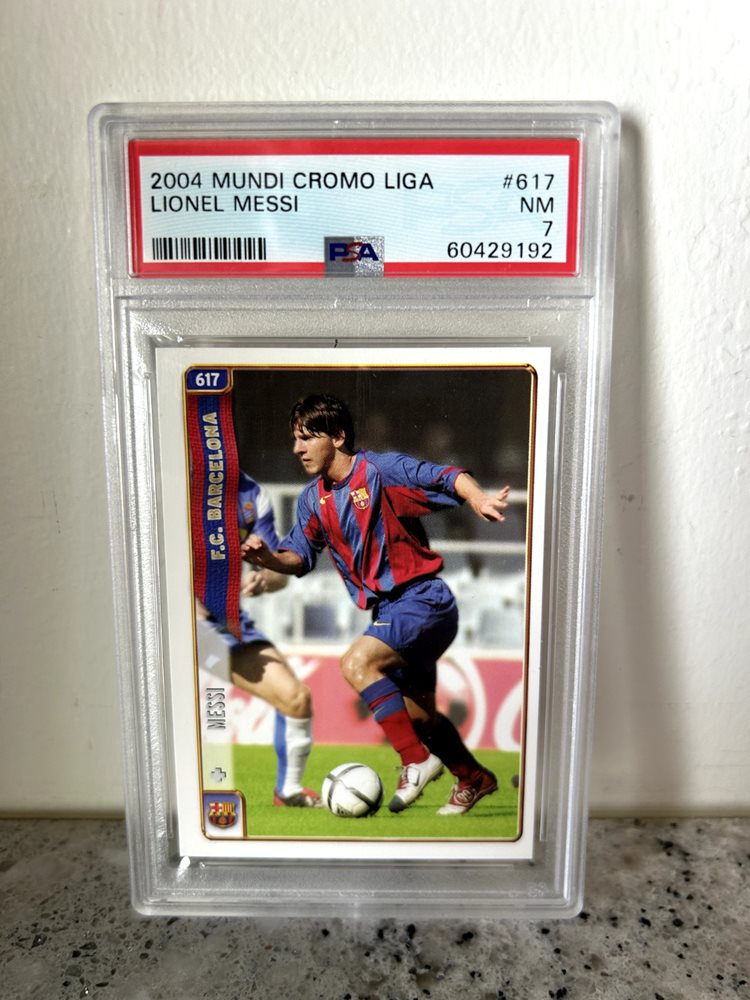 2004 MUNDI CROMO LIGA #617
LIONEL MESSI NM
7
PSA 60429192
617
F.C. BARCELONA
MESSI